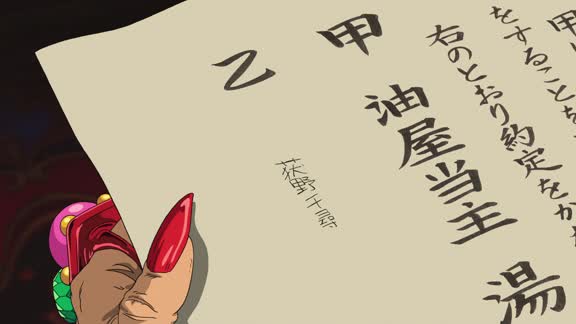 甲
をすることを
右のとおり約定をか
甲 油屋当主 湯
乙 荻野千尋